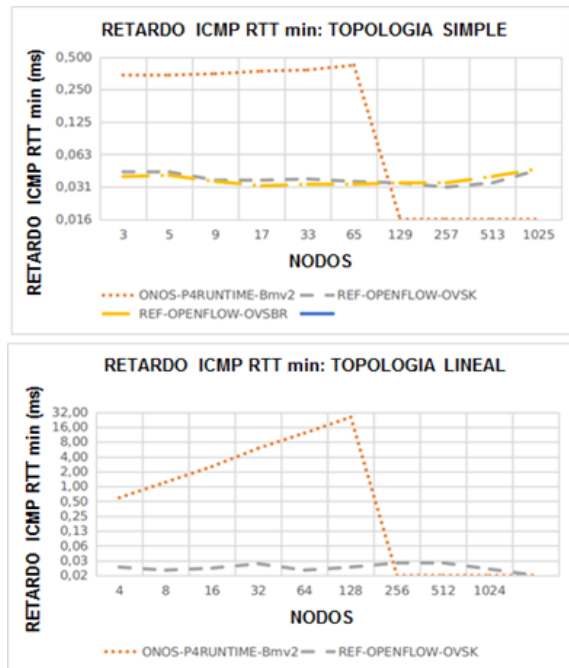 RETARDO ICMP RTT min: TOPOLOGIA SIMPLE
RETARDO ICMP RTT min (ms)
0,500
0,250
0,125
0,063
0,031
0,016
3 5 9 17 33 65 129 257 513 1025
NODOS
ONOS-P4RUNTIME-Bmv2 REF-OPENFLOW-OVSK
REF-OPENFLOW-OVSBR
RETARDO ICMP RTT min: TOPOLOGIA LINEAL
RETARDO ICMP RTT min (ms)
32,00
16,00
8,00
4,00
2,00
1,00
0,50
0,25
0,13
0,06
0,03
0,02
4 8 16 32 64 128 256 512 1024
NODOS
ONOS-P4RUNTIME-Bmv2 REF-OPENFLOW-OVSK